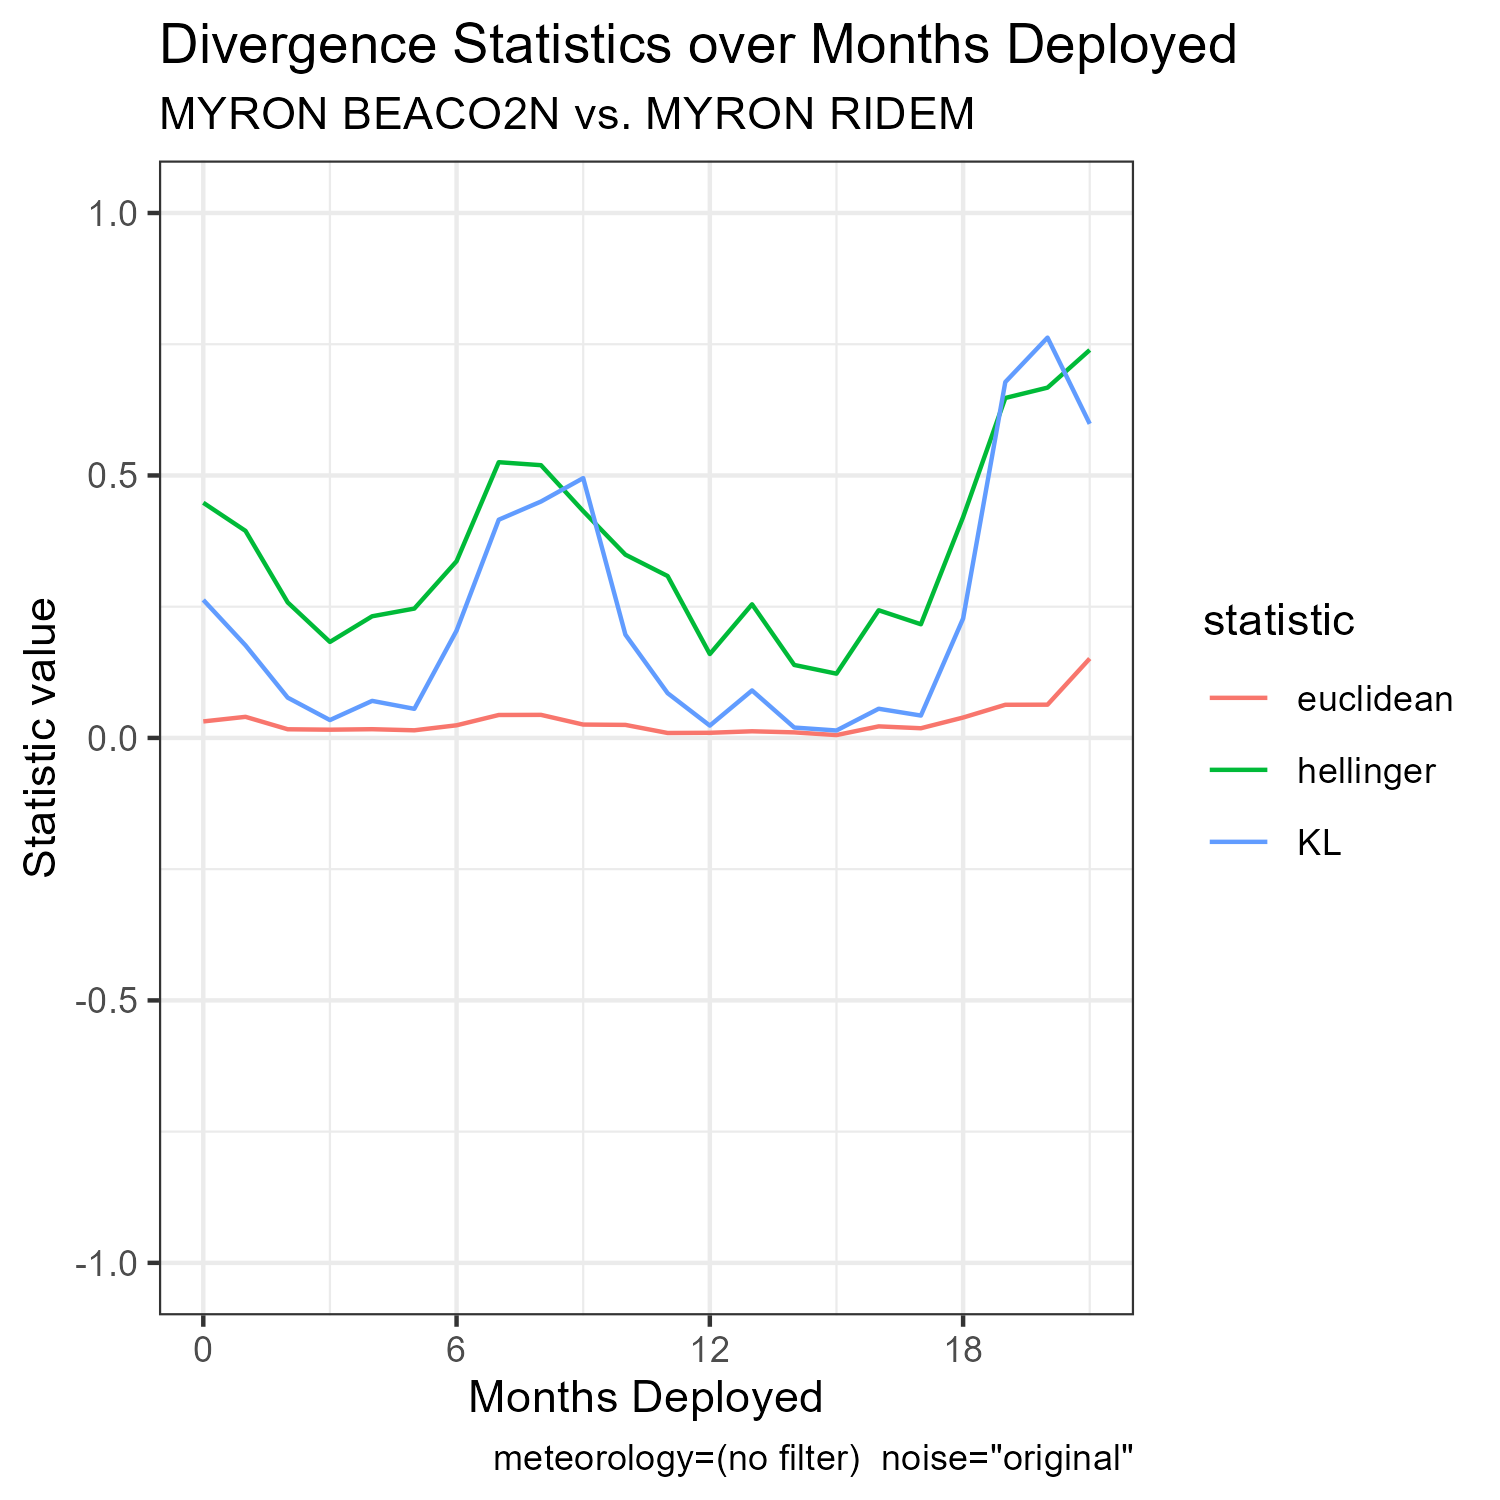 Divergence Statistics over Months Deployed
MYRON BEACO2N vs. MYRON RIDEM
1.0
0.5
0.0
-0.5
-1.0
Statistic value
0 6 12 18
Months Deployed
meteorology=(no filter)  noise="original"
statistic
euclidean
hellinger
KL